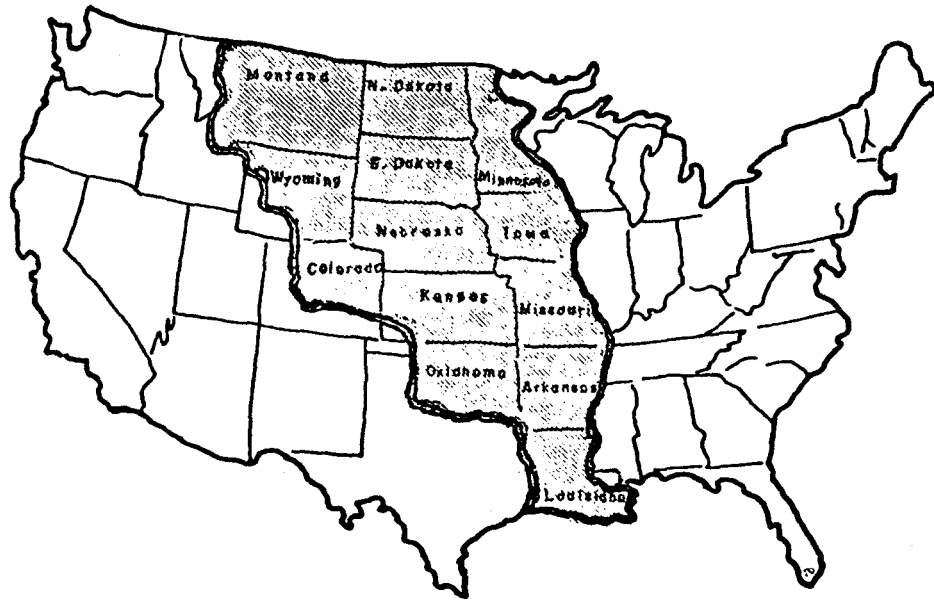 Montana
N. Dakota
S. Dakota
Minnesota
Wyoming
Nebraska
Iowa
Colorado
Kansas
Missouri
Oklahoma
Arkansas
Louisiana